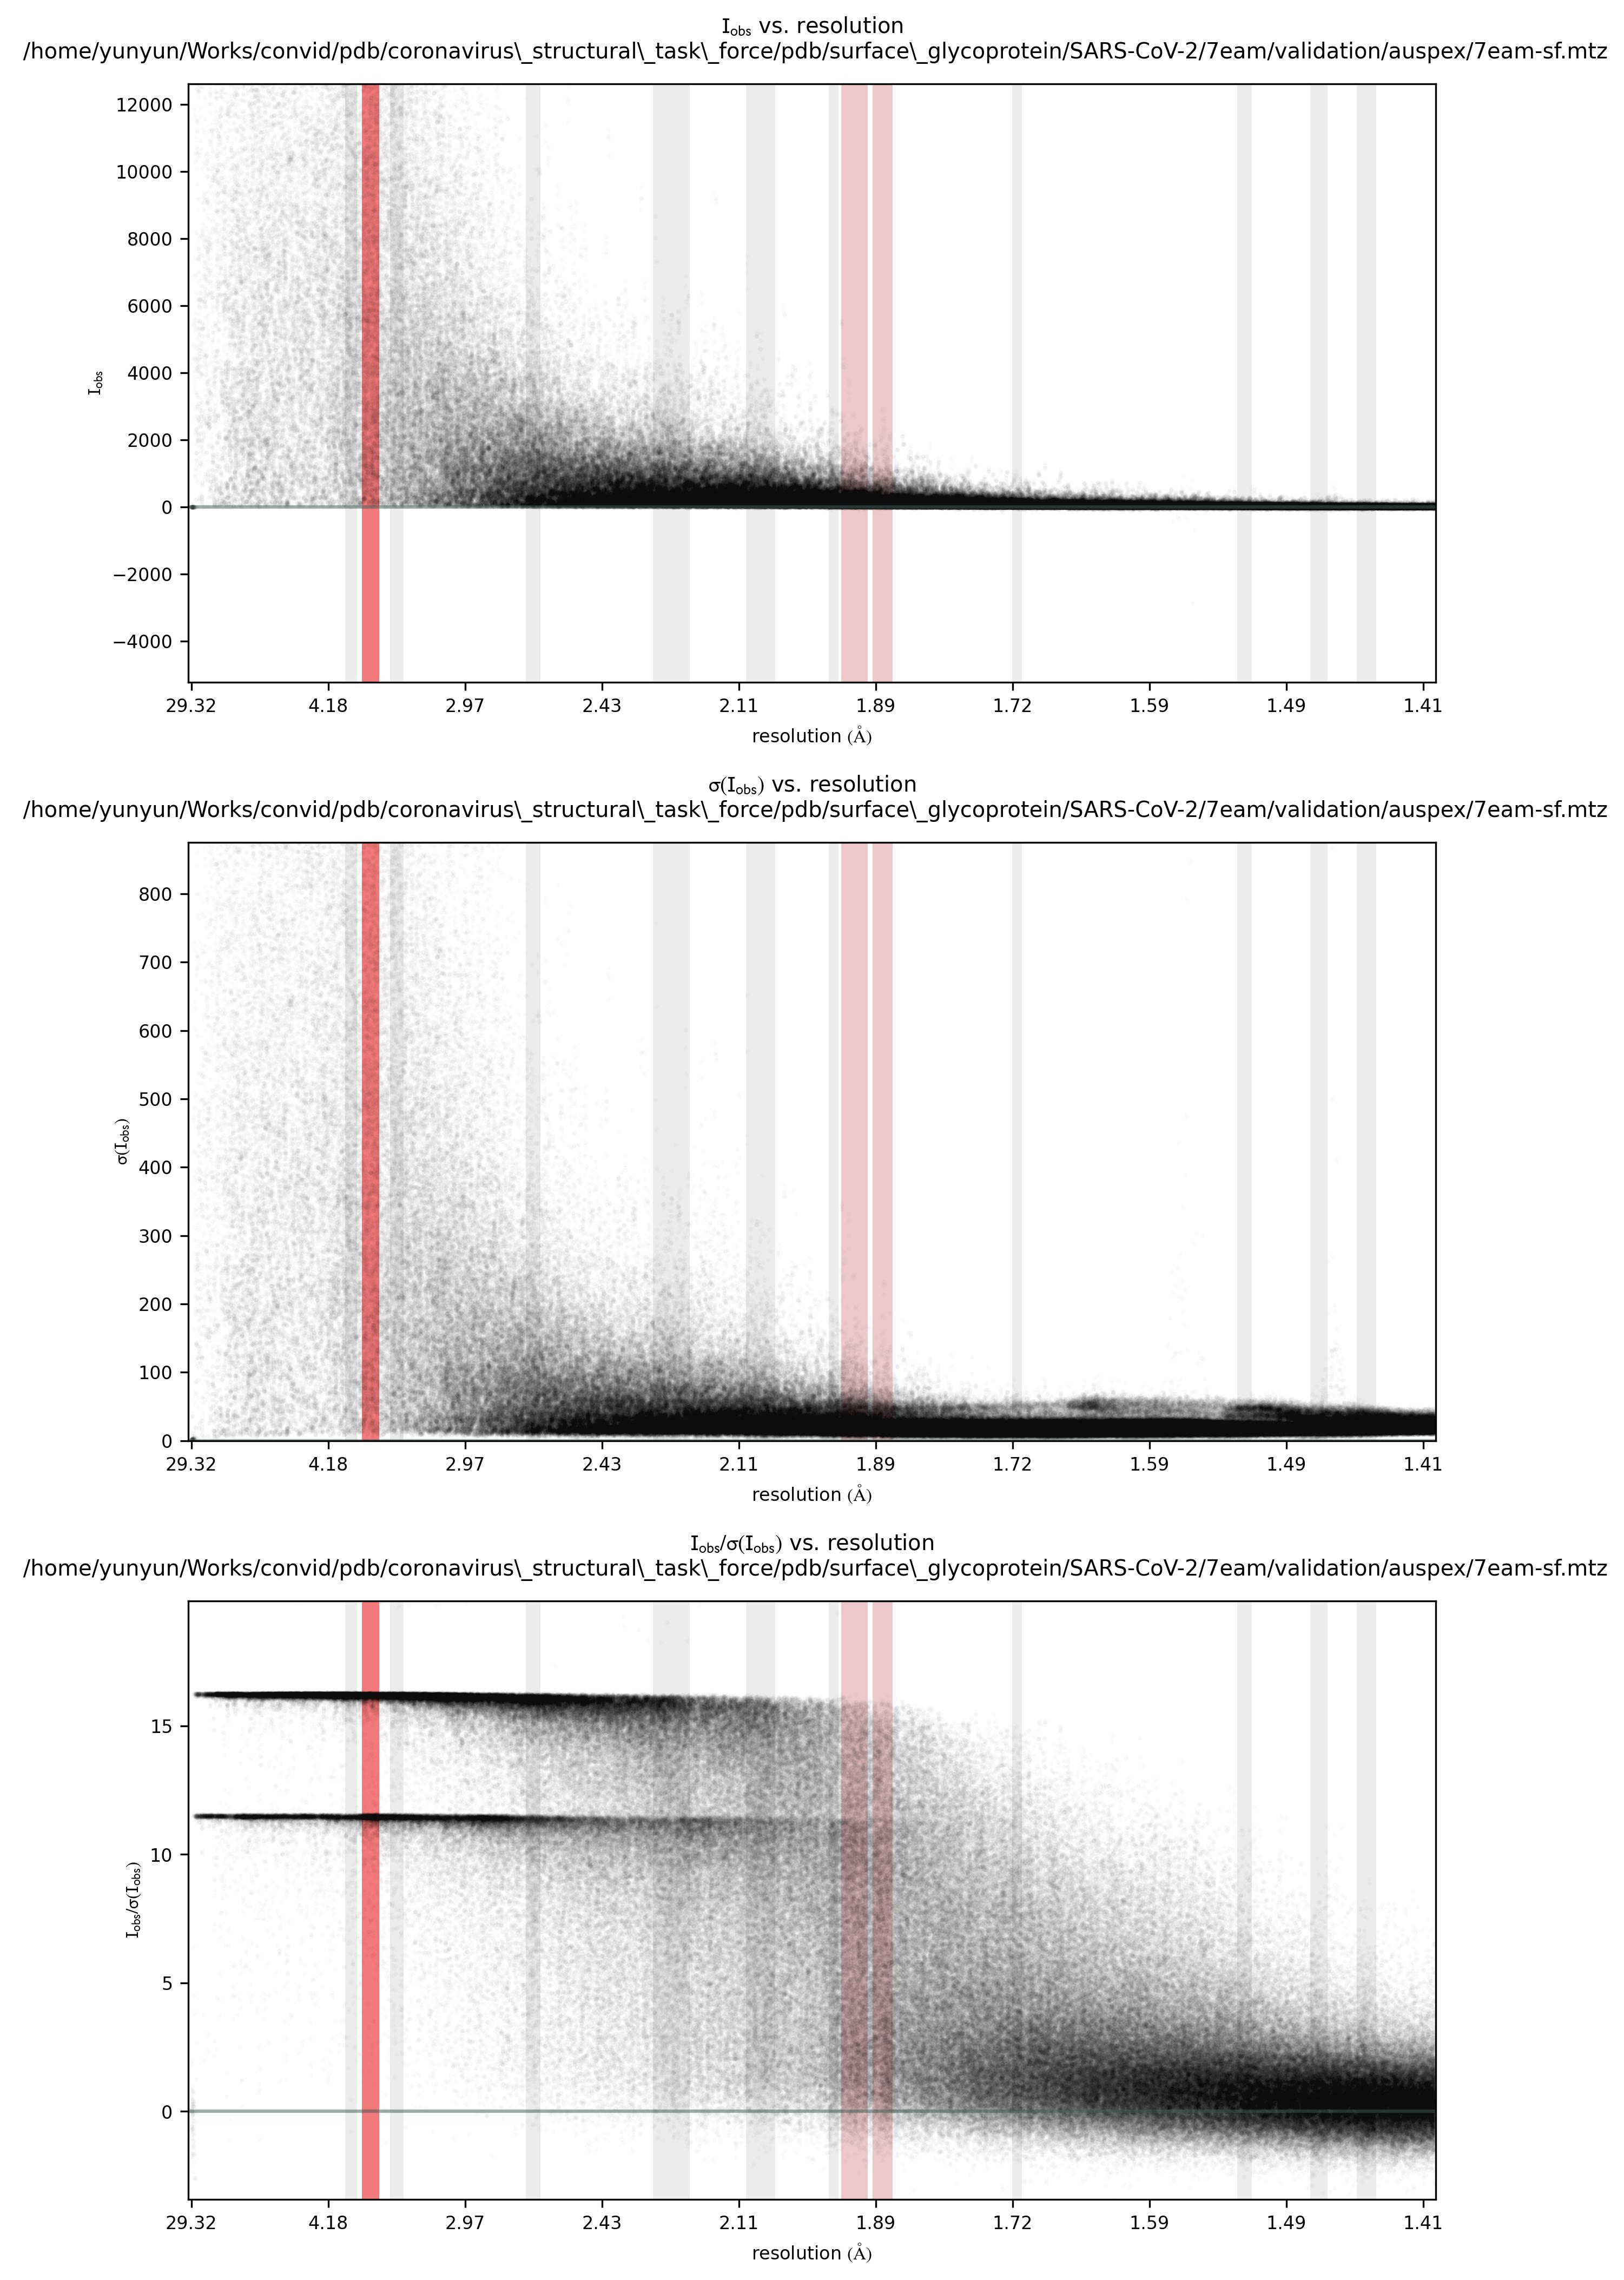 I_obs vs. resolution
/home/yunyun/Works/convid/pdb/coronavirus\_structural\_task\_force/pdb/surface\_glycoprotein/SARS-CoV-2/7eam/validation/auspex/7eam-sf.mtz
12000
10000
8000
6000
4000
2000
0
−2000
−4000
I_obs
29.32 4.18 2.97 2.43 2.11 1.89 1.72 1.59 1.49 1.41
resolution (Å)
σ(I_obs) vs. resolution
/home/yunyun/Works/convid/pdb/coronavirus\_structural\_task\_force/pdb/surface\_glycoprotein/SARS-CoV-2/7eam/validation/auspex/7eam-sf.mtz
800
700
600
500
400
300
200
100
0
σ(I_obs)
29.32 4.18 2.97 2.43 2.11 1.89 1.72 1.59 1.49 1.41
resolution (Å)
I_obs/σ(I_obs) vs. resolution
/home/yunyun/Works/convid/pdb/coronavirus\_structural\_task\_force/pdb/surface\_glycoprotein/SARS-CoV-2/7eam/validation/auspex/7eam-sf.mtz
15
10
5
0
I_obs/σ(I_obs)
29.32 4.18 2.97 2.43 2.11 1.89 1.72 1.59 1.49 1.41
resolution (Å)